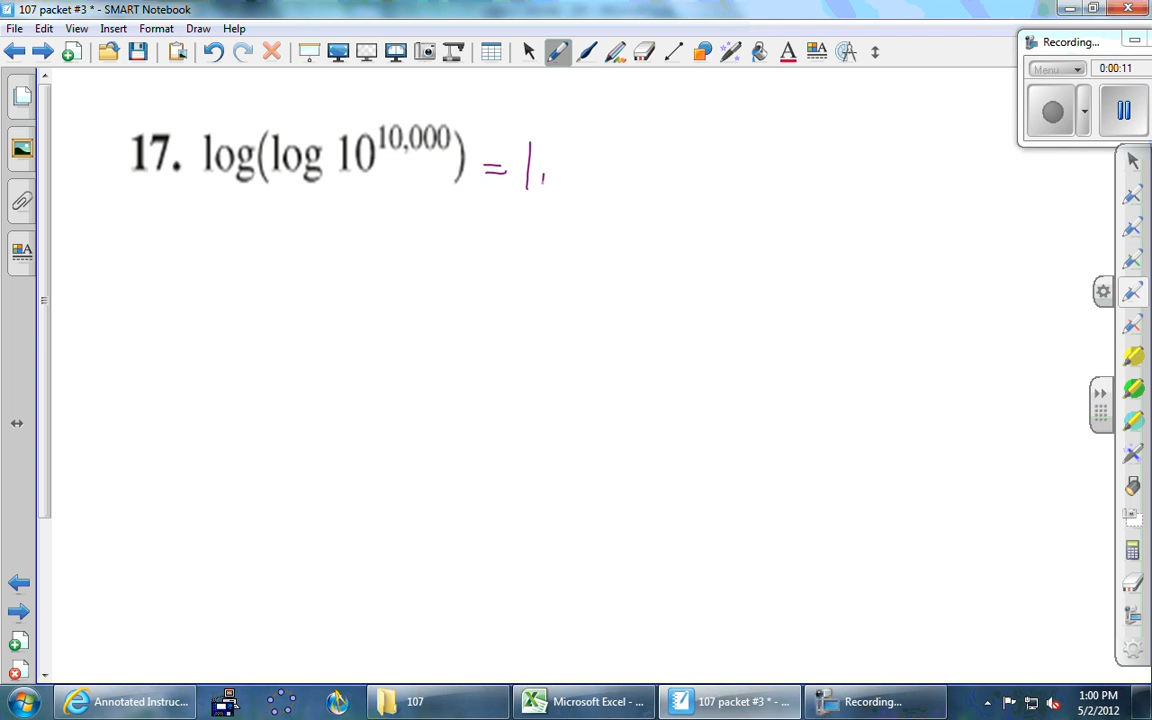 107 packet #3 * - SMART Notebook
File Edit View Insert Format Draw Help
Recording...
Menu 0:00:11
17. log(log 10^10,000) =
Annotated Instruc... 107 Microsoft Excel - ... 107 packet #3 * - ... Recording...
1:00 PM
5/2/2012